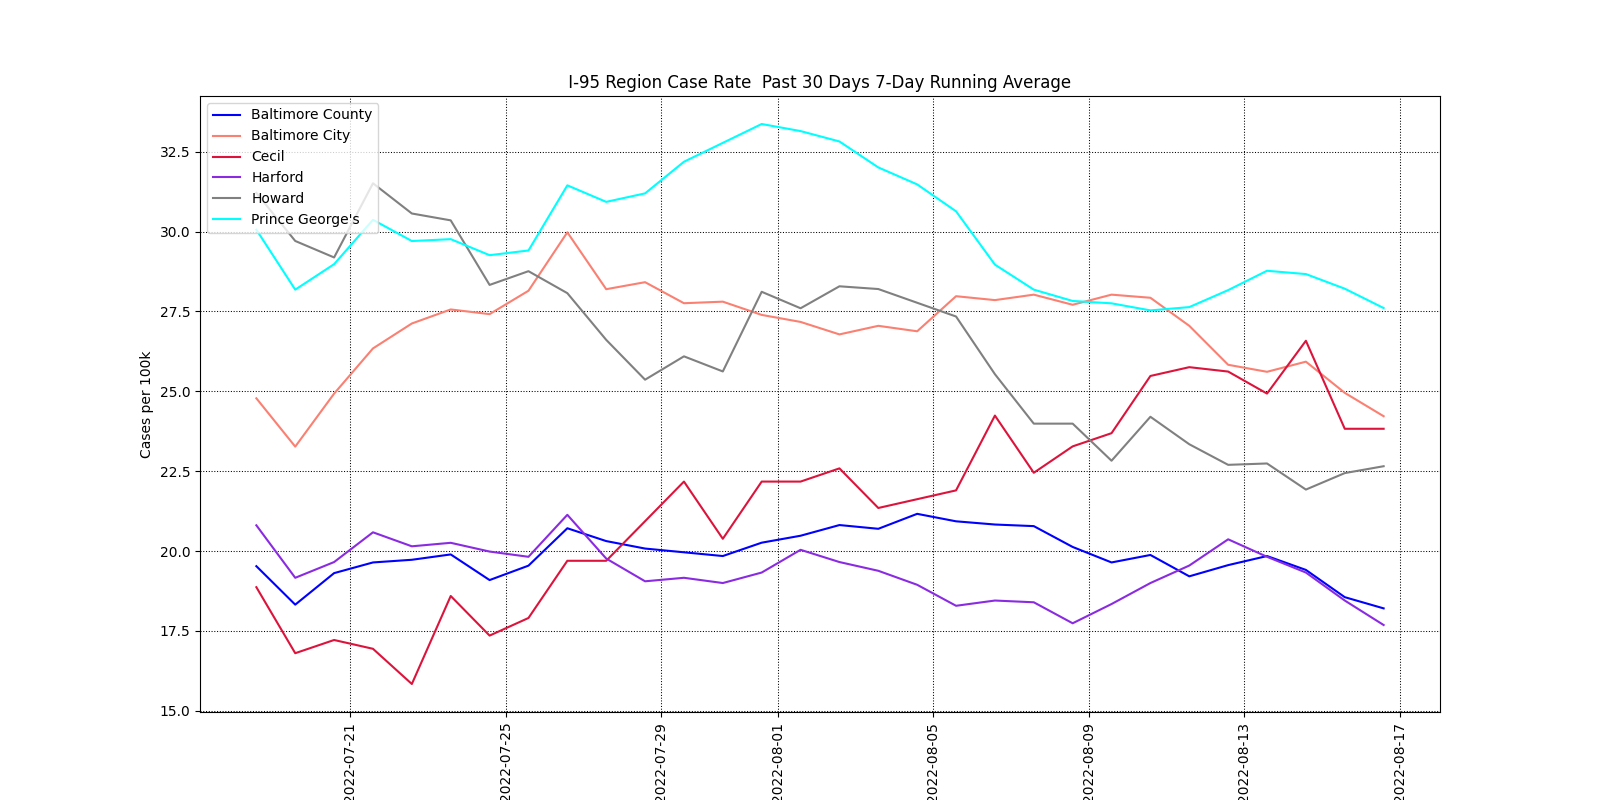 I-95 Region Case Rate  Past 30 Days 7-Day Running Average
Baltimore County
Baltimore City
Cecil
Harford
Howard
Prince George's
Cases per 100k
32.5
30.0
27.5
25.0
22.5
20.0
17.5
15.0
2022-07-21
2022-07-25
2022-07-29
2022-08-01
2022-08-05
2022-08-09
2022-08-13
2022-08-17